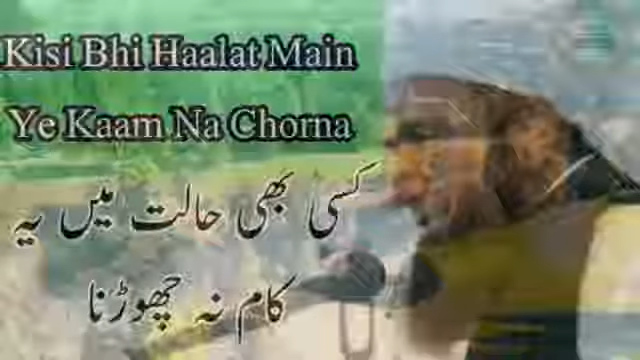 Kisi Bhi Haalat Main
Ye Kaam Na Chorna
کسی بھی حالت میں یہ
کام نہ چھوڑنا